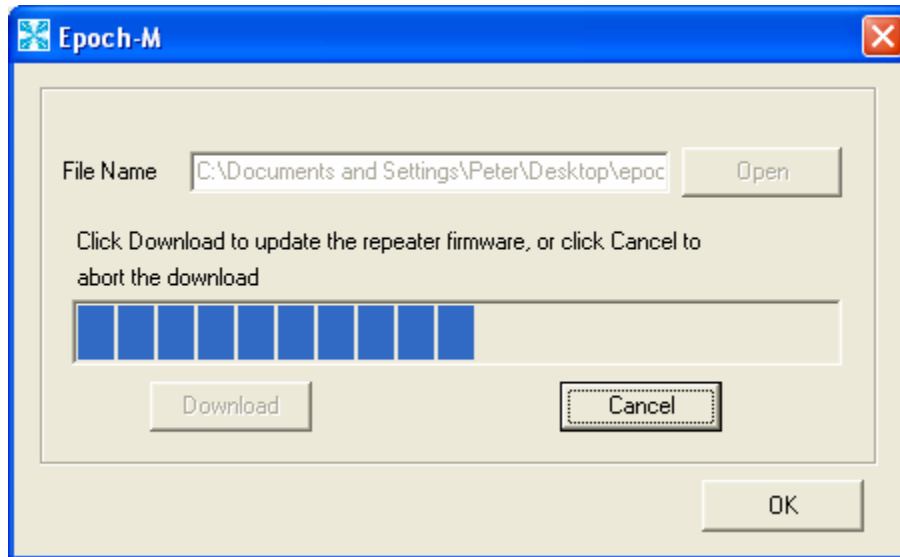 Epoch-M
File Name C:\Documents and Settings\Peter\Desktop\epoc Open
Click Download to update the repeater firmware, or click Cancel to
abort the download
Download Cancel
OK